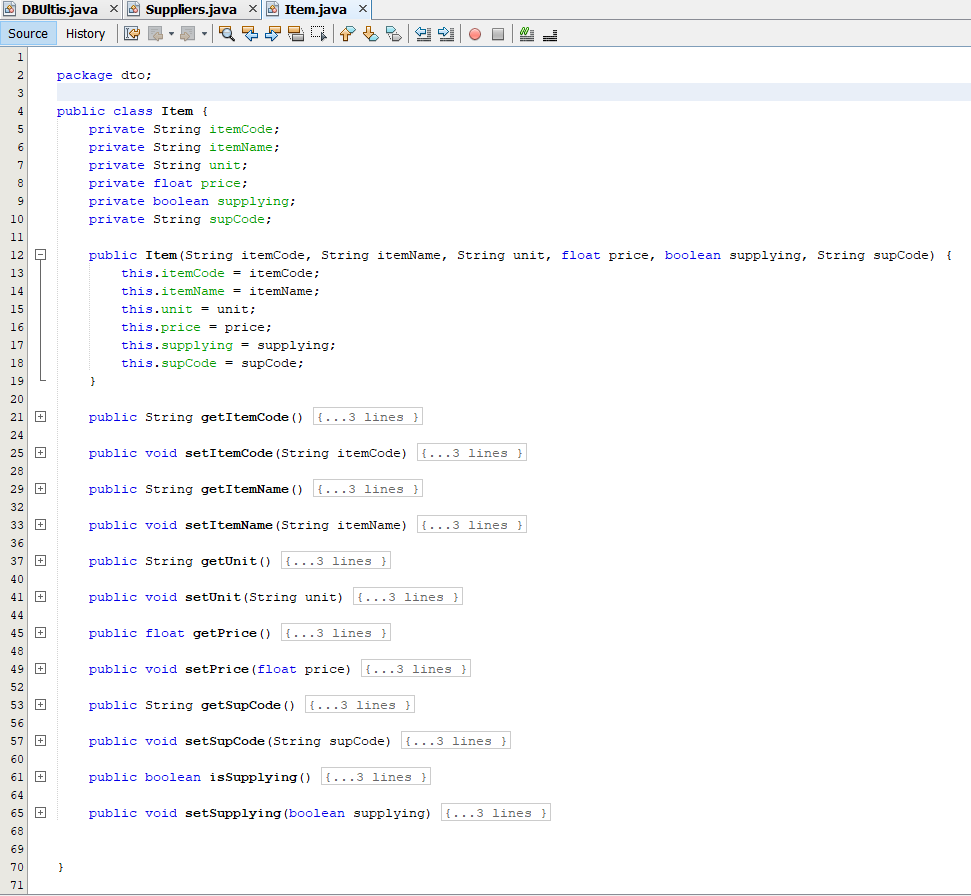 DBUltis.java × Suppliers.java × Item.java ×
Source History
1
2 package dto;
3
4 public class Item {
5 private String itemCode;
6 private String itemName;
7 private String unit;
8 private float price;
9 private boolean supplying;
10 private String supCode;
11
12 public Item(String itemCode, String itemName, String unit, float price, boolean supplying, String supCode) {
13 this.itemCode = itemCode;
14 this.itemName = itemName;
15 this.unit = unit;
16 this.price = price;
17 this.supplying = supplying;
18 this.supCode = supCode;
19 }
20
21 public String getItemCode() {...3 lines }
24
25 public void setItemCode(String itemCode) {...3 lines }
28
29 public String getItemName() {...3 lines }
32
33 public void setItemName(String itemName) {...3 lines }
36
37 public String getUnit() {...3 lines }
40
41 public void setUnit(String unit) {...3 lines }
44
45 public float getPrice() {...3 lines }
48
49 public void setPrice(float price) {...3 lines }
52
53 public String getSupCode() {...3 lines }
56
57 public void setSupCode(String supCode) {...3 lines }
60
61 public boolean isSupplying() {...3 lines }
64
65 public void setSupplying(boolean supplying) {...3 lines }
68
69
70 }
71